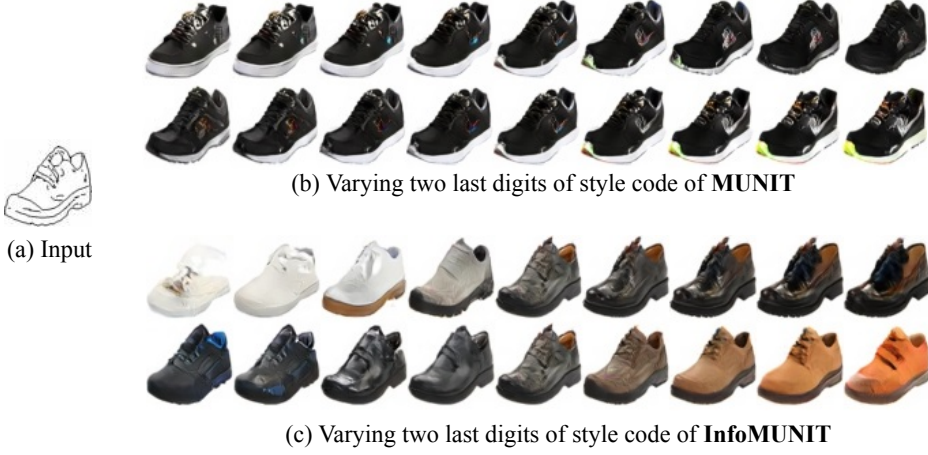 (b) Varying two last digits of style code of MUNIT
(a) Input
(c) Varying two last digits of style code of InfoMUNIT